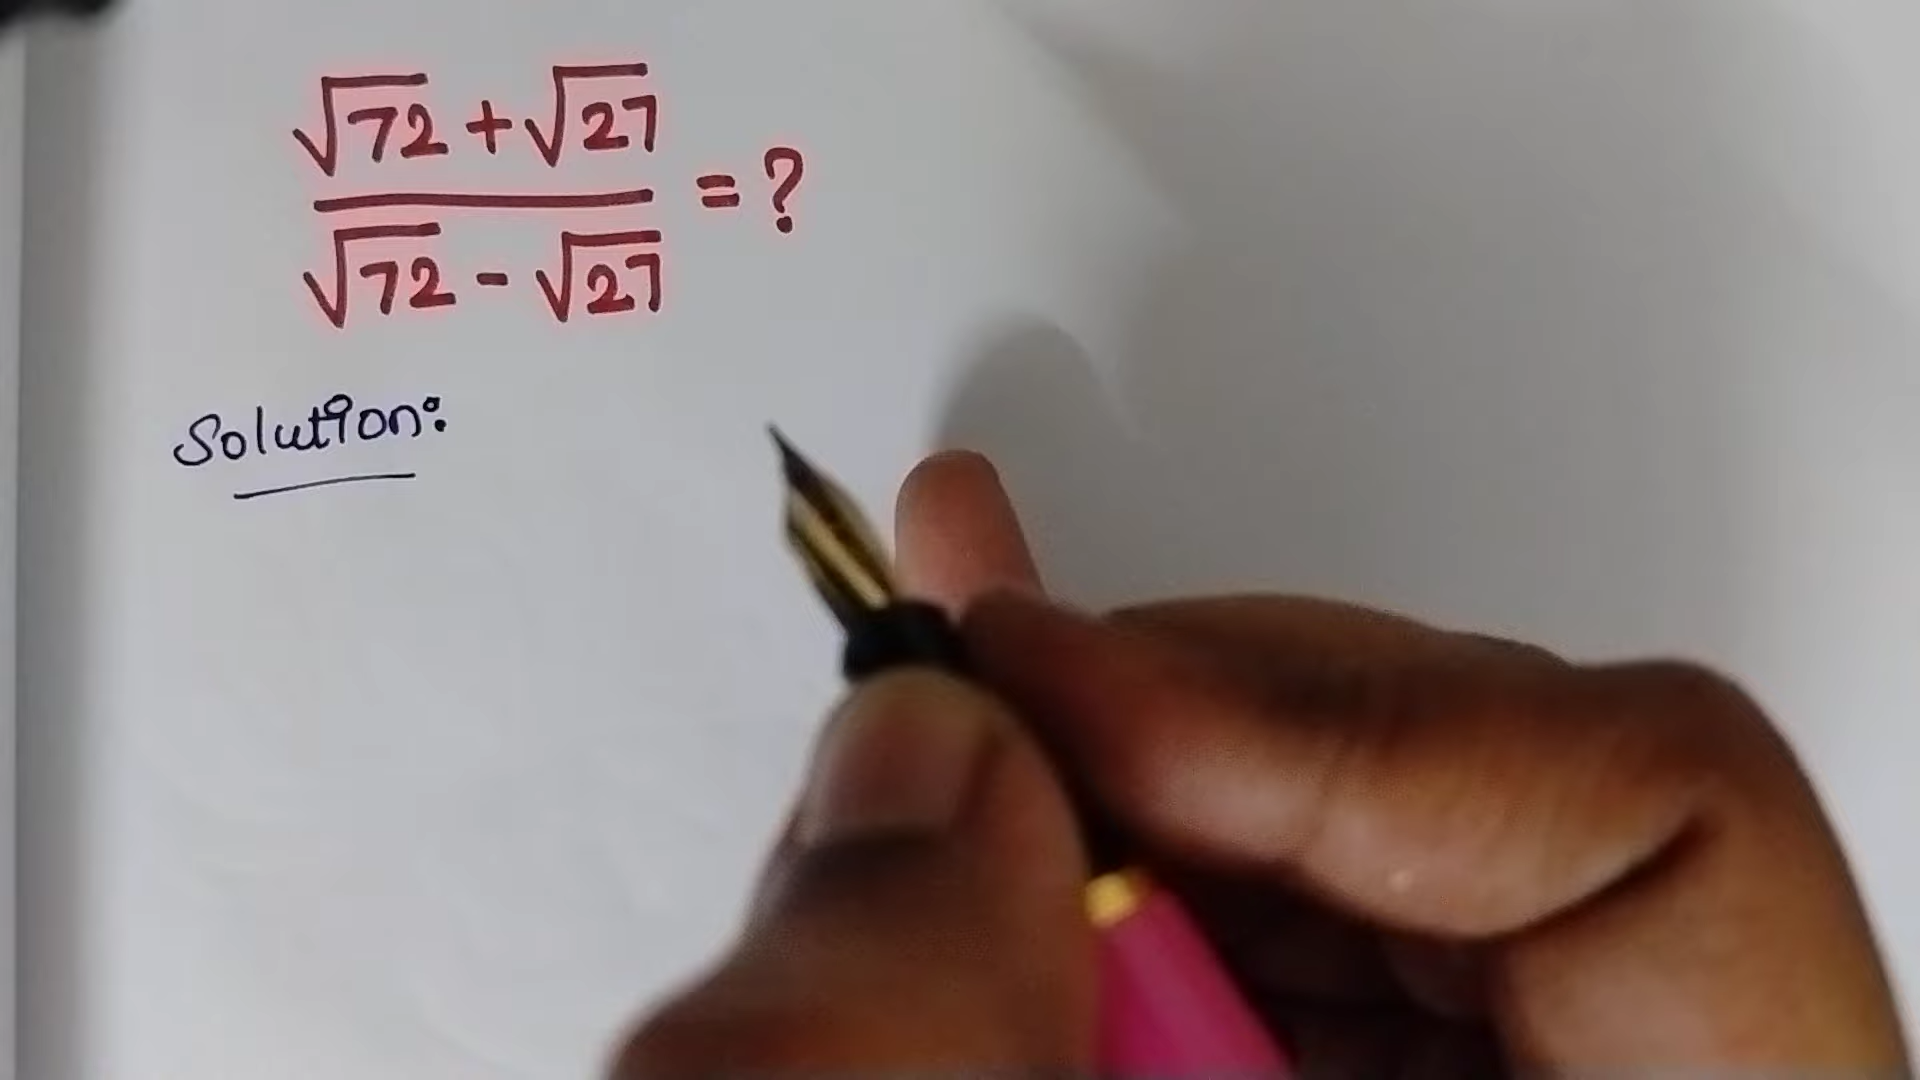 √72 + √27
√72 - √27 = ?
Solution: